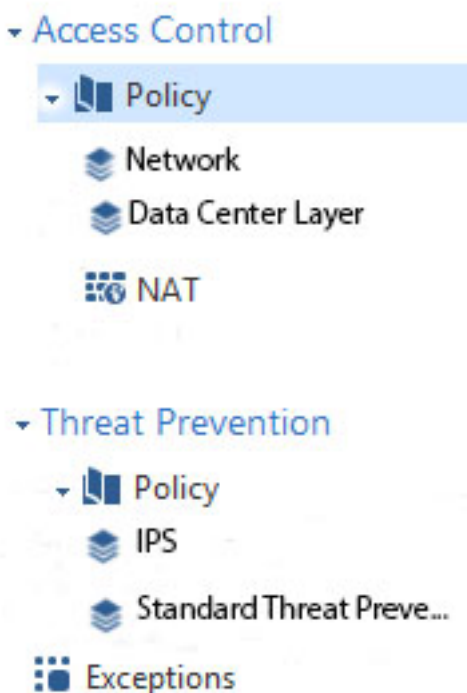 Access Control
Policy
Network
Data Center Layer
NAT
Threat Prevention
Policy
IPS
Standard Threat Preve...
Exceptions